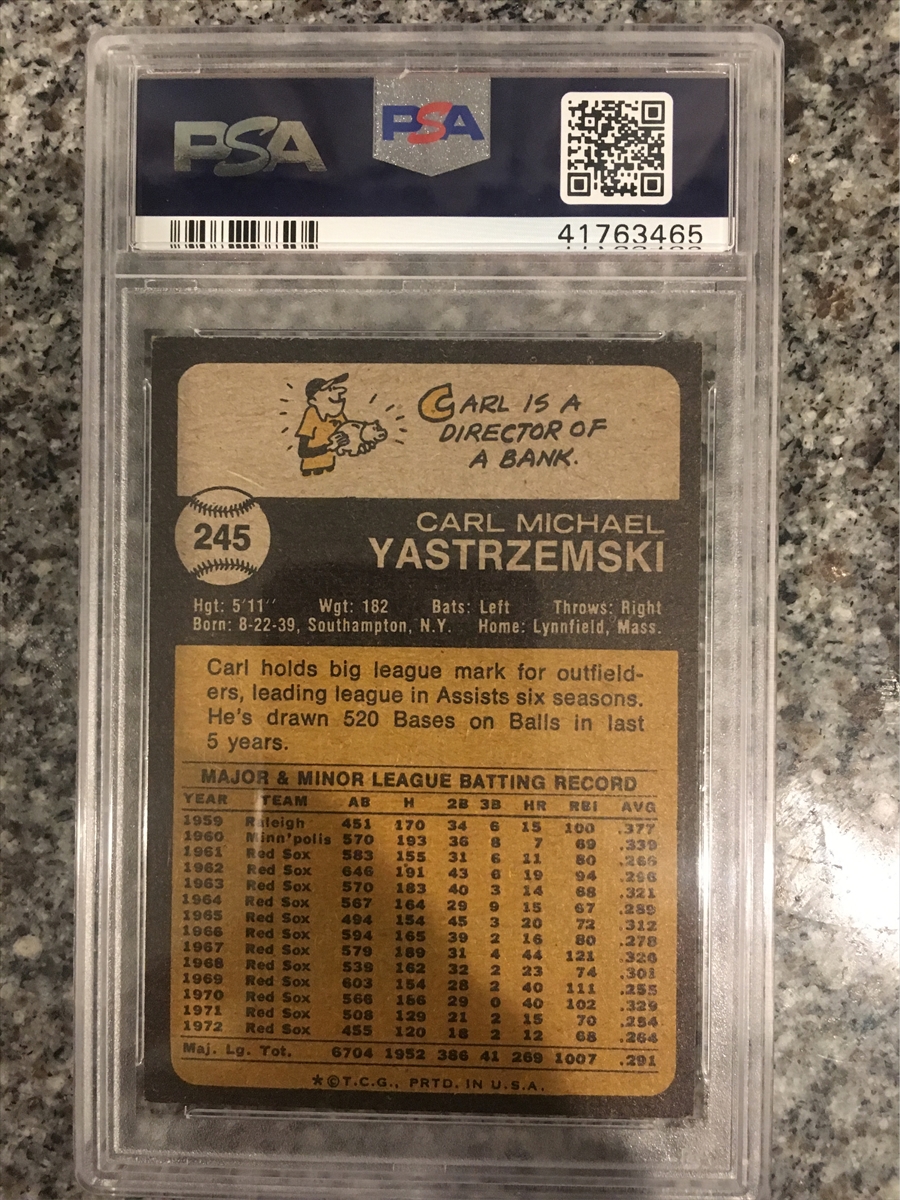 PSA
PSA
41763465
CARL IS A
DIRECTOR OF
A BANK.
245
CARL MICHAEL
YASTRZEMSKI
Hgt: 5'11" Wgt: 182 Bats: Left Throws: Right
Born: 8-22-39, Southampton, N.Y. Home: Lynnfield, Mass.
Carl holds big league mark for outfield-
ers, leading league in Assists six seasons.
He's drawn 520 Bases on Balls in last
5 years.
MAJOR & MINOR LEAGUE BATTING RECORD
YEAR TEAM AB H 2B 3B HR RBI AVG
1959 Raleigh 451 170 34 6 15 100 .377
1960 Minn'polis 570 193 36 8 7 69 .339
1961 Red Sox 583 155 31 6 11 80 .266
1962 Red Sox 646 191 43 6 19 94 .296
1963 Red Sox 570 183 40 3 14 68 .321
1964 Red Sox 567 164 29 9 15 67 .289
1965 Red Sox 494 154 45 3 20 72 .312
1966 Red Sox 594 165 39 2 16 80 .278
1967 Red Sox 579 189 31 4 44 121 .326
1968 Red Sox 539 162 32 2 23 74 .301
1969 Red Sox 603 154 28 2 40 111 .255
1970 Red Sox 566 186 29 0 40 102 .329
1971 Red Sox 508 129 21 2 15 70 .254
1972 Red Sox 455 120 18 2 12 68 .264
Maj. Lg. Tot. 6704 1952 386 41 269 1007 .291
*©T.C.G., PRTD. IN U.S.A.